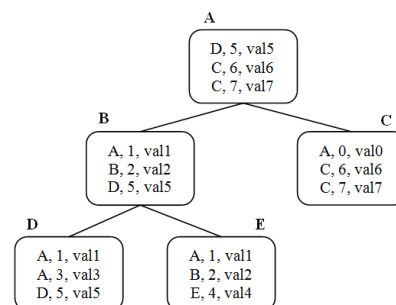 A
D, 5, val5
C, 6, val6
C, 7, val7
B
C
A, 1, val1
B, 2, val2
D, 5, val5
A, 0, val0
C, 6, val6
C, 7, val7
D
E
A, 1, val1
A, 3, val3
D, 5, val5
A, 1, val1
B, 2, val2
E, 4, val4